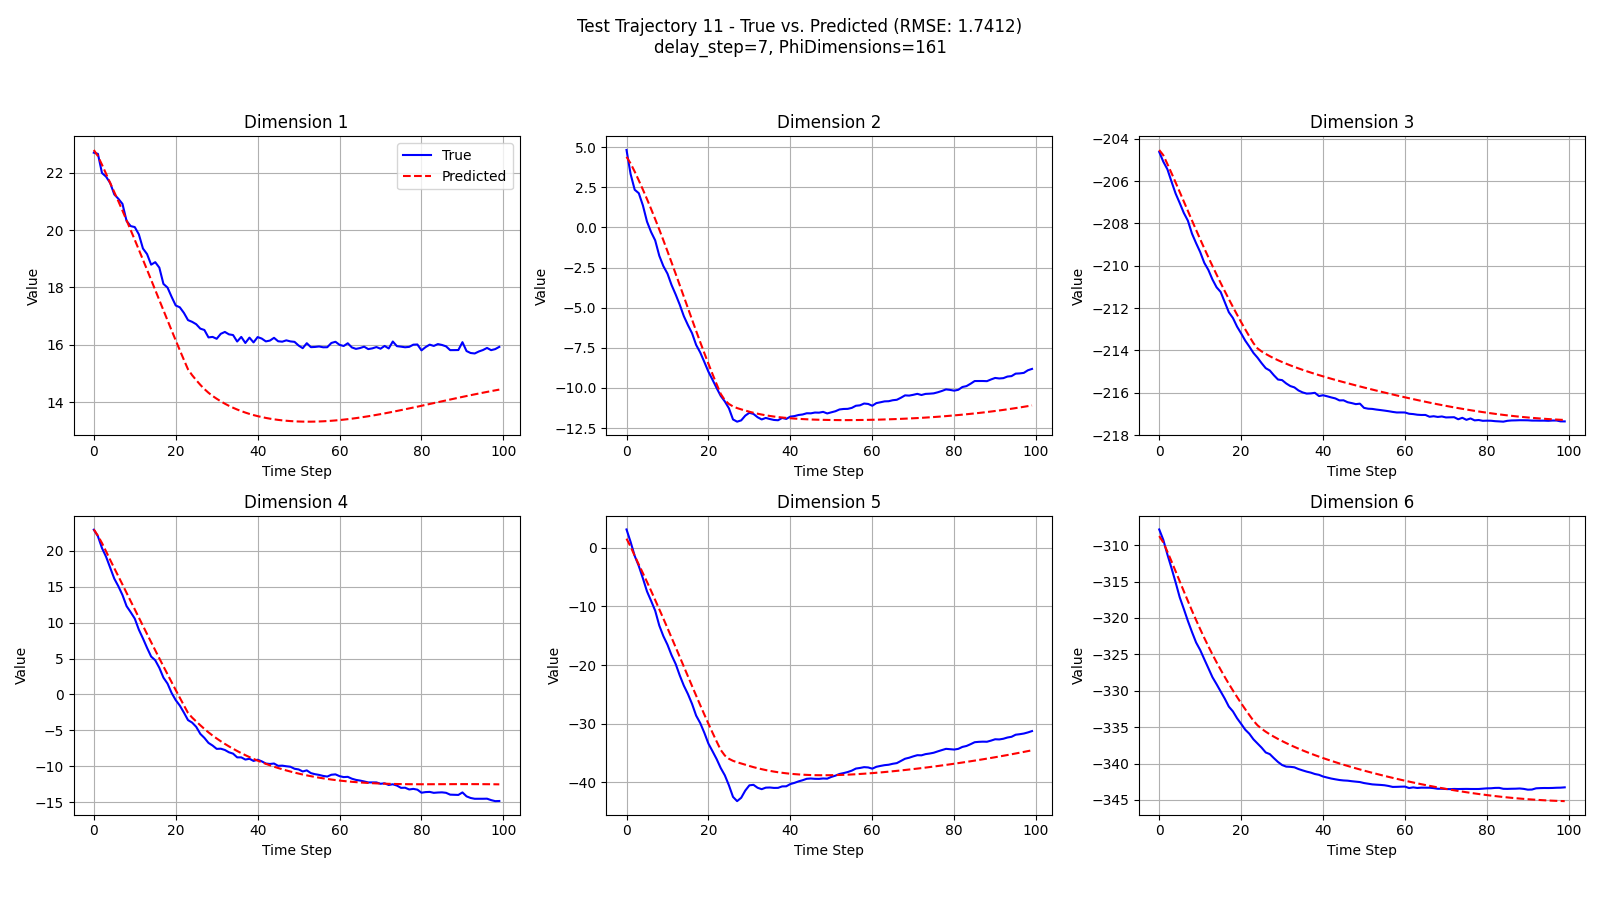 Test Trajectory 11 - True vs. Predicted (RMSE: 1.7412)
delay_step=7, PhiDimensions=161
Dimension 1
True
Predicted
Value
22
20
18
16
14
0 20 40 60 80 100
Time Step
Dimension 2
Value
5.0
2.5
0.0
−2.5
−5.0
−7.5
−10.0
−12.5
0 20 40 60 80 100
Time Step
Dimension 3
Value
−204
−206
−208
−210
−212
−214
−216
−218
0 20 40 60 80 100
Time Step
Dimension 4
Value
20
15
10
5
0
−5
−10
−15
0 20 40 60 80 100
Time Step
Dimension 5
Value
0
−10
−20
−30
−40
0 20 40 60 80 100
Time Step
Dimension 6
Value
−310
−315
−320
−325
−330
−335
−340
−345
0 20 40 60 80 100
Time Step